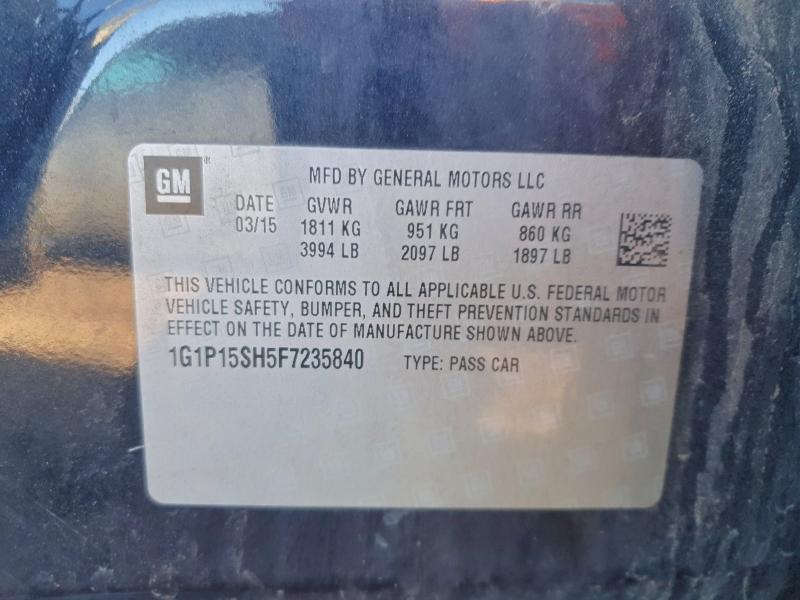 GM
MFD BY GENERAL MOTORS LLC
DATE GVWR GAWR FRT GAWR RR
03/15 1811 KG 951 KG 860 KG
3994 LB 2097 LB 1897 LB
THIS VEHICLE CONFORMS TO ALL APPLICABLE U.S. FEDERAL MOTOR
VEHICLE SAFETY, BUMPER, AND THEFT PREVENTION STANDARDS IN
EFFECT ON THE DATE OF MANUFACTURE SHOWN ABOVE.
1G1P15SH5F7235840 TYPE: PASS CAR